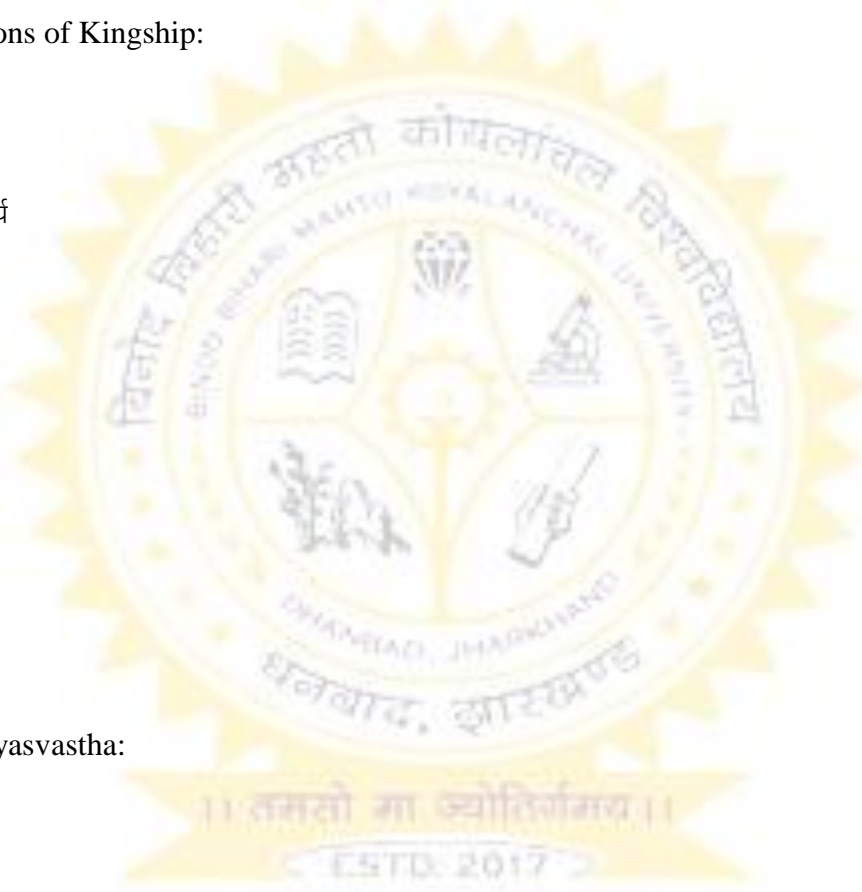 ons of Kingship:
बिनोद बिहारी महतो कोयलांचल विश्वविद्यालय
BINOD BIHARI MAHTO KOYALANCHAL UNIVERSITY
र्य
DHANBAD, JHARKHAND
धनबाद, झारखण्ड
yasvastha:
।। तमसो मा ज्योतिर्गमय ।।
ESTD. 2017